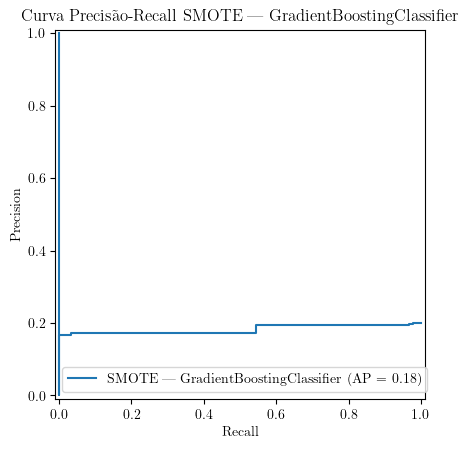 Curva Precisão-Recall SMOTE — GradientBoostingClassifier
1.0
0.8
0.6
0.4
0.2
0.0
Precision
SMOTE — GradientBoostingClassifier (AP = 0.18)
0.0 0.2 0.4 0.6 0.8 1.0
Recall